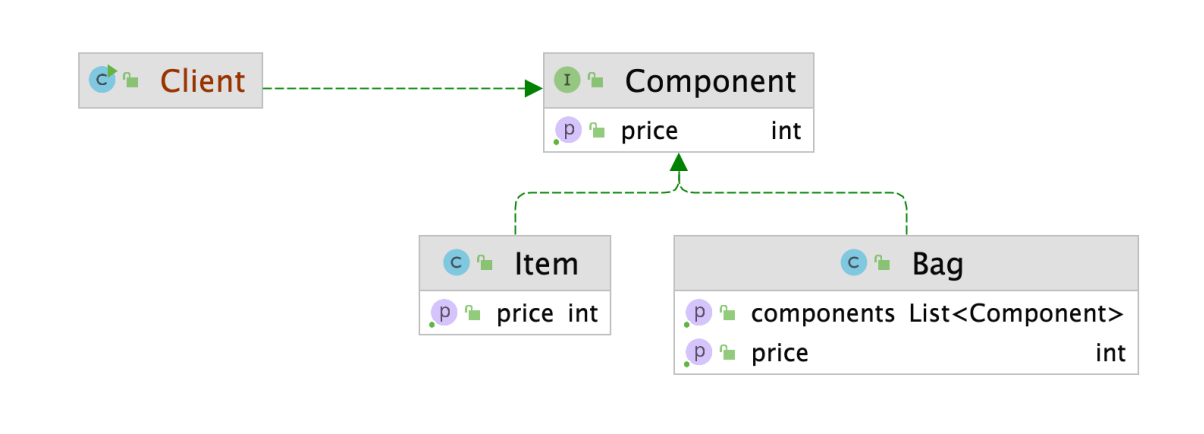 C Client
I Component
p price int
C Item
p price int
C Bag
p components List<Component>
p price int